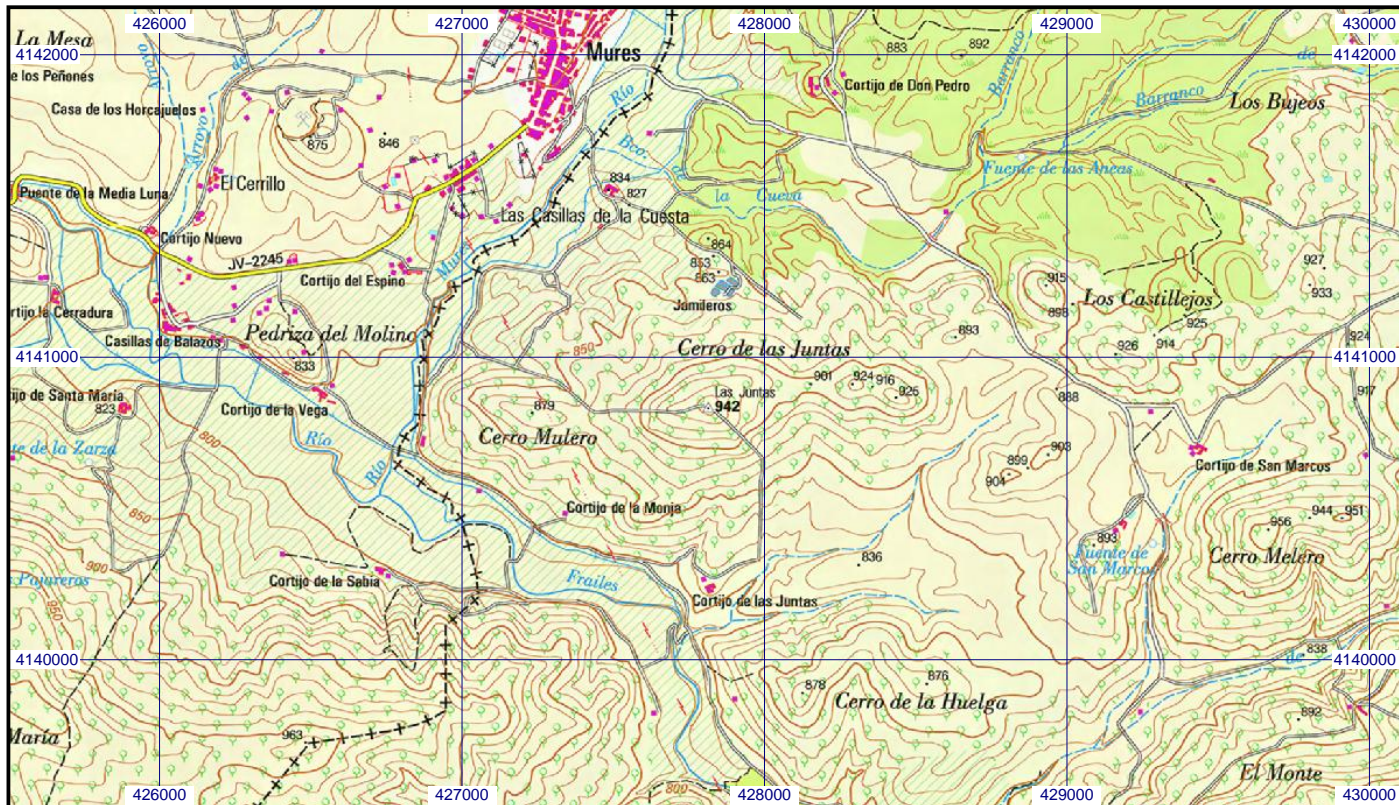 426000 427000 428000 429000 430000
La Mesa
4142000
Mures
883
892
4142000
de
e los Peñones
Arroyo
de
Río
Barranco
Cortijo de Don Pedro
Barranco
Los Bujeos
Casa de los Horcajuelos
875
846
Arroyo
Bco.
de
la Cueva
Fuente de las Aneas
El Cerrillo
834
827
Puente de la Media Luna
Las Casillas de la Cuesta
Cortijo Nuevo
864
853
863
JV-2245
Cortijo del Espino
915
927
933
Jamileros
Los Castillejos
898
rtijo la Cerradura
Pedriza del Molino
925
893
Casillas de Balazos
850
Cerro de las Juntas
926
914
924
4141000
4141000
833
901
924
916
926
Las Juntas
942
888
917
ijo de Santa María
823
Cortijo de la Vega
879
Cerro Mulero
800
Río
te de la Zarza
903
899
904
Cortijo de San Marcos
Río
850
Cortijo de la Monja
944
951
956
893
Cerro Melero
900
836
Fuente de
Pajareros
Cortijo de la Sabia
Frailes
Cortijo de las Juntas
950
4140000
838
4140000
de
876
878
Cerro de la Huelga
892
María
963
El Monte
800
426000 427000 428000 429000 430000